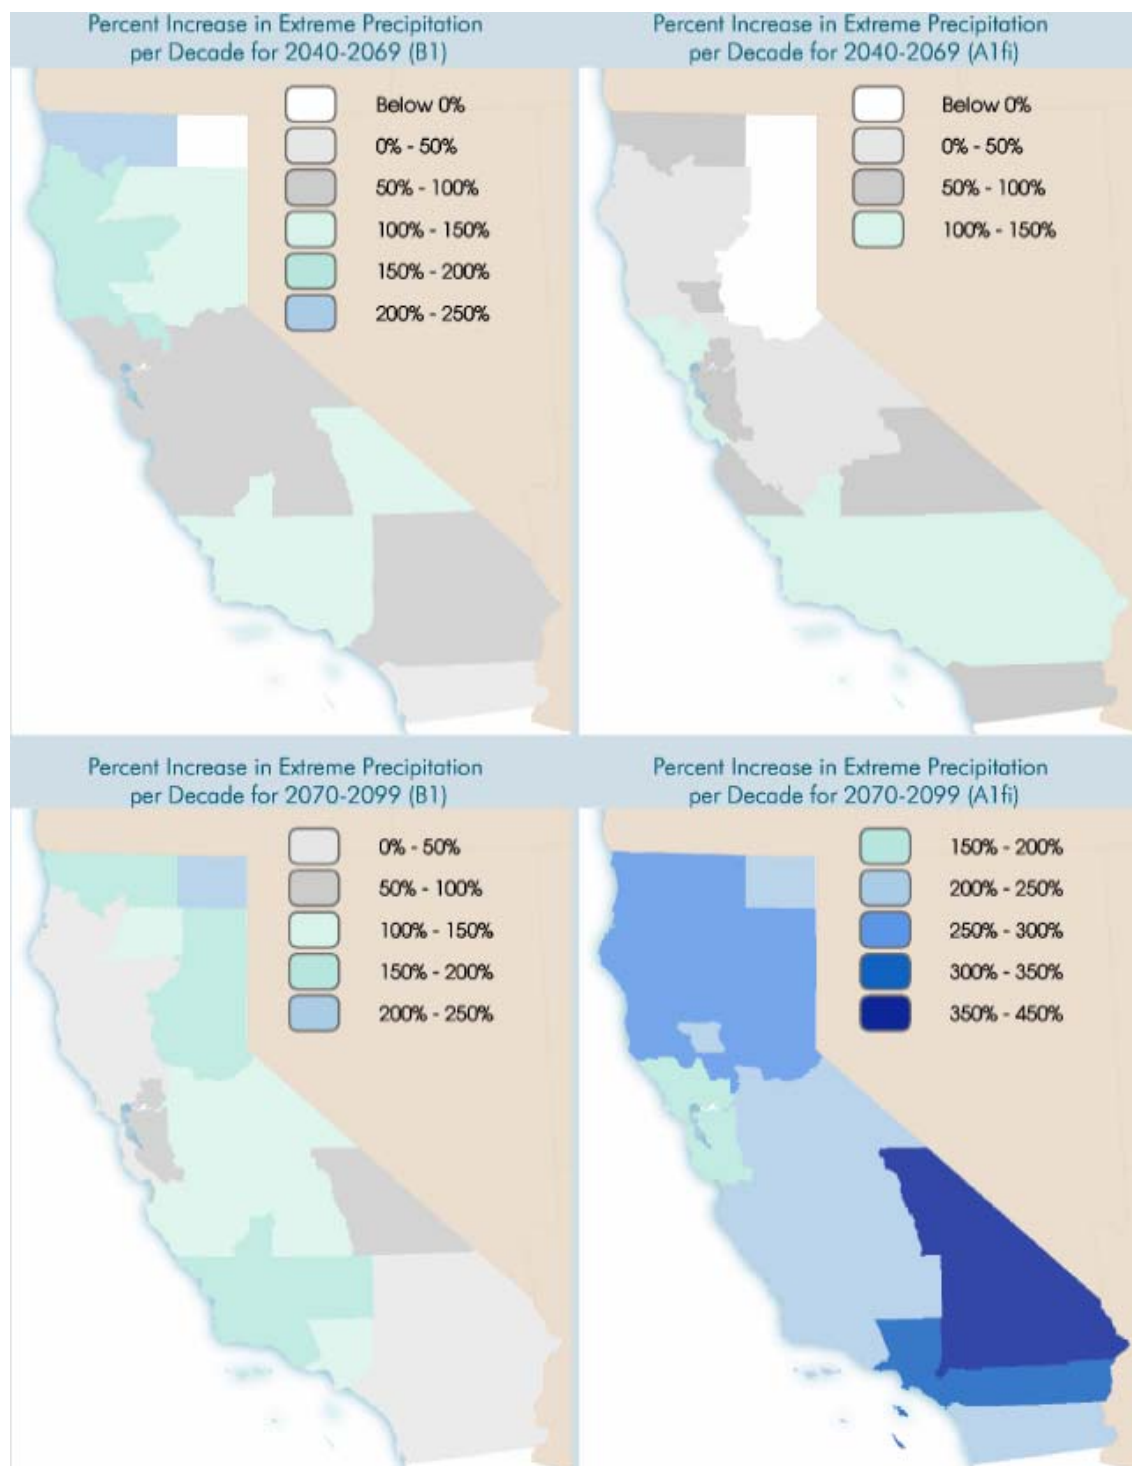 Percent Increase in Extreme Precipitation
per Decade for 2040-2069 (B1)
Below 0%
0% - 50%
50% - 100%
100% - 150%
150% - 200%
200% - 250%
Percent Increase in Extreme Precipitation
per Decade for 2040-2069 (A1fi)
Below 0%
0% - 50%
50% - 100%
100% - 150%
Percent Increase in Extreme Precipitation
per Decade for 2070-2099 (B1)
0% - 50%
50% - 100%
100% - 150%
150% - 200%
200% - 250%
Percent Increase in Extreme Precipitation
per Decade for 2070-2099 (A1fi)
150% - 200%
200% - 250%
250% - 300%
300% - 350%
350% - 450%